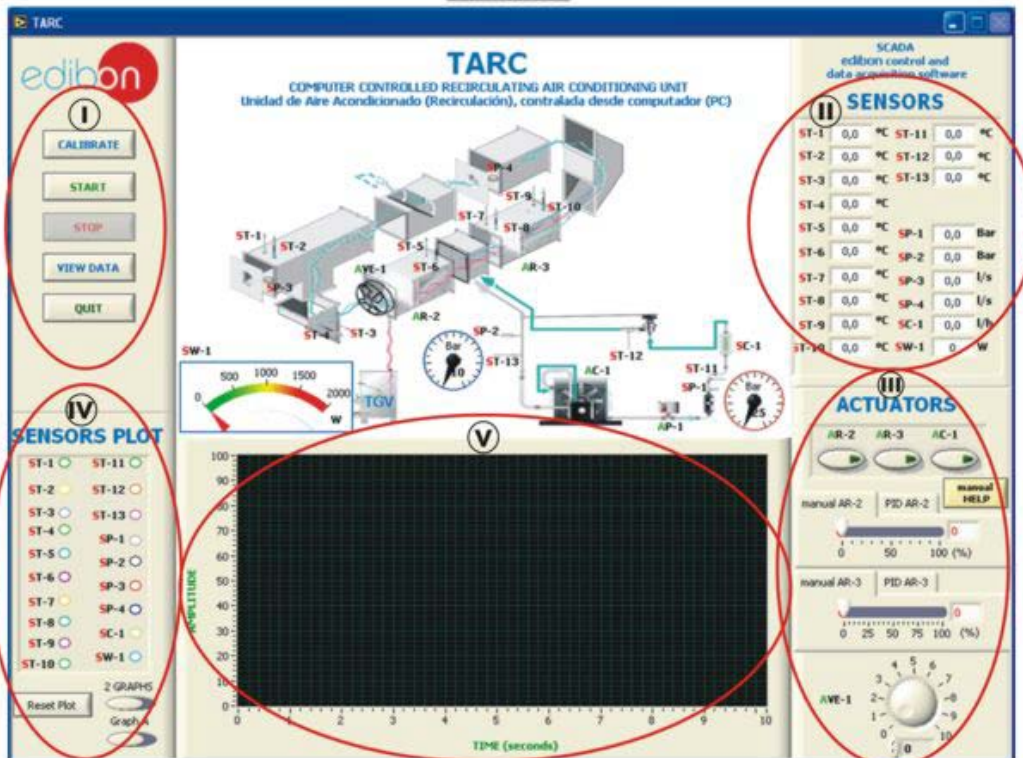 TARC
edibon
I
CALIBRATE
START
STOP
VIEW DATA
QUIT
TARC
COMPUTER CONTROLLED RECIRCULATING AIR CONDITIONING UNIT
Unidad de Aire Acondicionado (Recirculación), contralada desde computador (PC)
SP-4
ST-9
ST-10
ST-7
ST-8
ST-1
ST-2
ST-5
ST-6
AVE-1
AR-3
SP-3
ST-4
ST-3
AR-2
SP-2
ST-13
ST-12
SC-1
ST-11
SP-1
AC-1
AP-1
Bar
10
Bar
25
SW-1
0
500
1000
1500
2000
W
TGV
SCADA
edibon control and
data acquisition software
II
SENSORS
ST-1 0,0 ºC ST-11 0,0 ºC
ST-2 0,0 ºC ST-12 0,0 ºC
ST-3 0,0 ºC ST-13 0,0 ºC
ST-4 0,0 ºC
ST-5 0,0 ºC SP-1 0,0 Bar
ST-6 0,0 ºC SP-2 0,0 Bar
ST-7 0,0 ºC SP-3 0,0 l/s
ST-8 0,0 ºC SP-4 0,0 l/s
ST-9 0,0 ºC SC-1 0,0 l/h
ST-10 0,0 ºC SW-1 0 W
III
ACTUATORS
AR-2 AR-3 AC-1
manual HELP
manual AR-2 PID AR-2
0
0 50 100 (%)
manual AR-3 PID AR-3
0
0 25 50 75 100 (%)
AVE-1
0 1 2 3 4 5 6 7 8 9 10
0
IV
SENSORS PLOT
ST-1 ST-11
ST-2 ST-12
ST-3 ST-13
ST-4 SP-1
ST-5 SP-2
ST-6 SP-3
ST-7 SP-4
ST-8 SC-1
ST-9 SW-1
ST-10
2 GRAPHS
Reset Plot
V
AMPLITUDE
100
90
80
70
60
50
40
30
20
10
0
0 1 2 3 4 5 6 7 8 9 10
TIME (seconds)